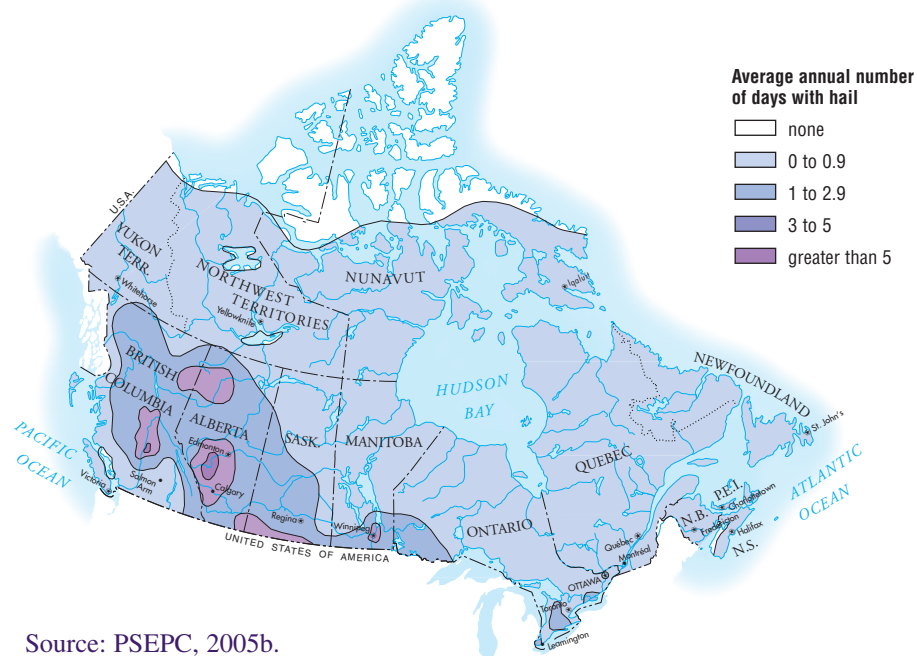 Average annual number
of days with hail
none
0 to 0.9
1 to 2.9
3 to 5
greater than 5
U.S.A.
YUKON
TERR.
Whitehorse
NORTHWEST
TERRITORIES
Yellowknife
NUNAVUT
Iqaluit
BRITISH
COLUMBIA
ALBERTA
Edmonton
Calgary
SASK.
Regina
MANITOBA
Winnipeg
HUDSON
BAY
NEWFOUNDLAND
St. John's
PACIFIC
OCEAN
Victoria
Salmon
Arm
UNITED STATES OF AMERICA
ONTARIO
QUEBEC
Québec
Montréal
OTTAWA
Toronto
Leamington
P.E.I.
Charlottetown
N.B.
Fredericton
Halifax
N.S.
ATLANTIC
OCEAN
Source: PSEPC, 2005b.